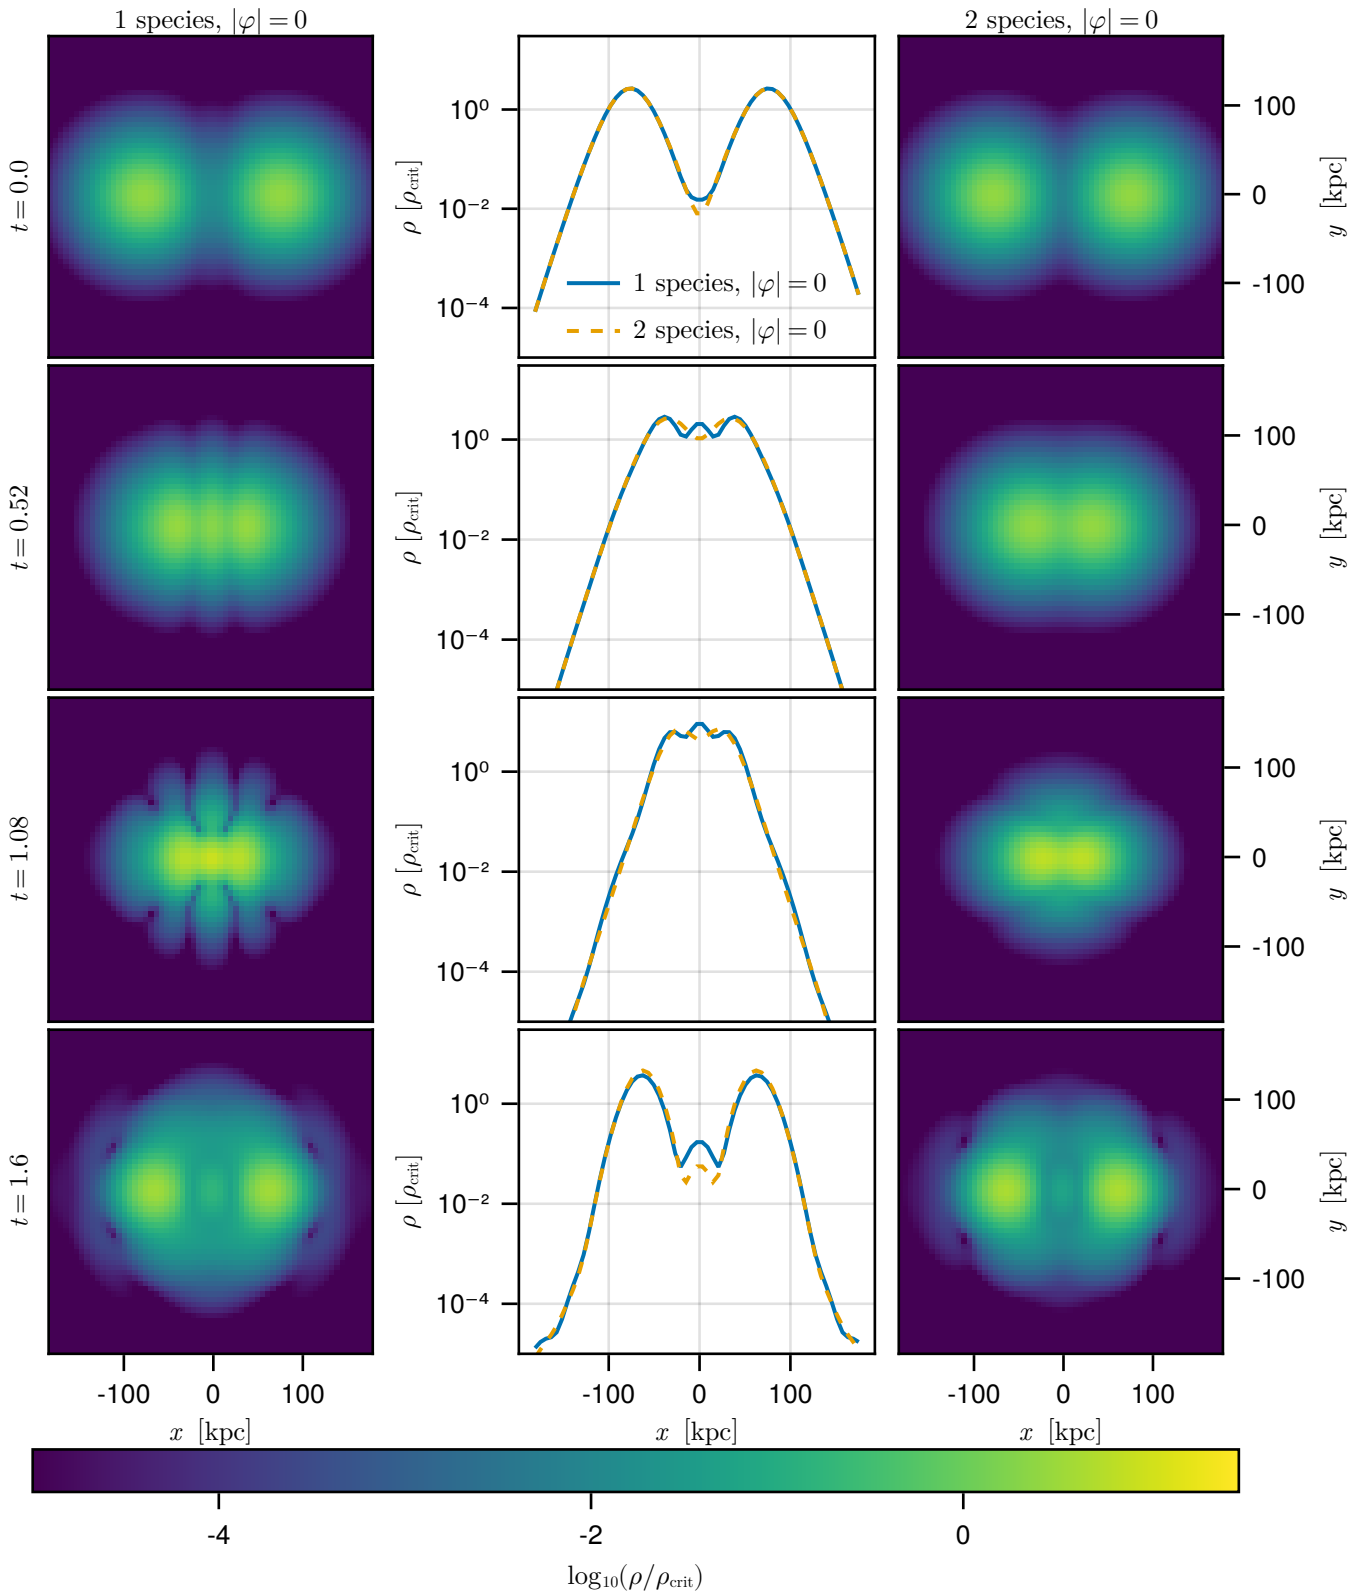 1 species, |φ| = 0
2 species, |φ| = 0
t = 0.0
10⁰
10⁻²
10⁻⁴
ρ [ρcrit]
1 species, |φ| = 0
2 species, |φ| = 0
100
0
-100
y [kpc]
t = 0.52
10⁰
10⁻²
10⁻⁴
ρ [ρcrit]
100
0
-100
y [kpc]
t = 1.08
10⁰
10⁻²
10⁻⁴
ρ [ρcrit]
100
0
-100
y [kpc]
t = 1.6
10⁰
10⁻²
10⁻⁴
ρ [ρcrit]
100
0
-100
y [kpc]
-100 0 100
-100 0 100
-100 0 100
x [kpc]
x [kpc]
x [kpc]
-4 -2 0
log₁₀(ρ/ρcrit)